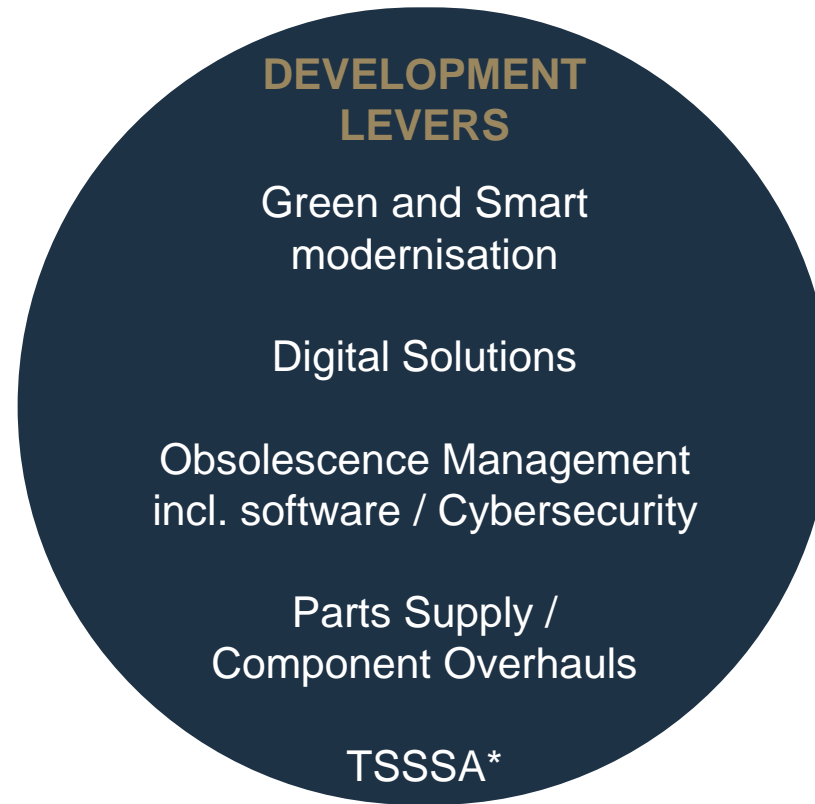 DEVELOPMENT
LEVERS
Green and Smart
modernisation
Digital Solutions
Obsolescence Management
incl. software / Cybersecurity
Parts Supply /
Component Overhauls
TSSSA*